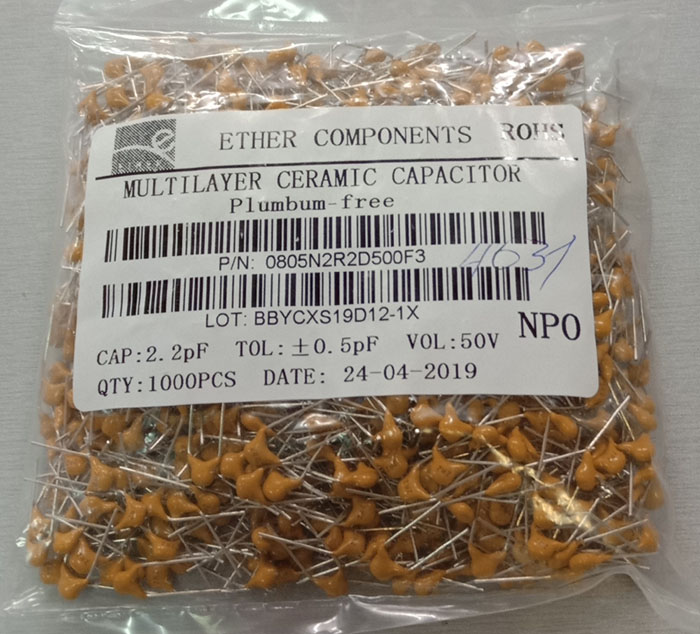 ETHER COMPONENTS ROHS
MULTILAYER CERAMIC CAPACITOR
Plumbum-free
P/N: 0805N2R2D500F3
4631
LOT: BBYCXS19D12-1X
NPO
CAP:2.2pF TOL:±0.5pF VOL:50V
QTY:1000PCS DATE: 24-04-2019